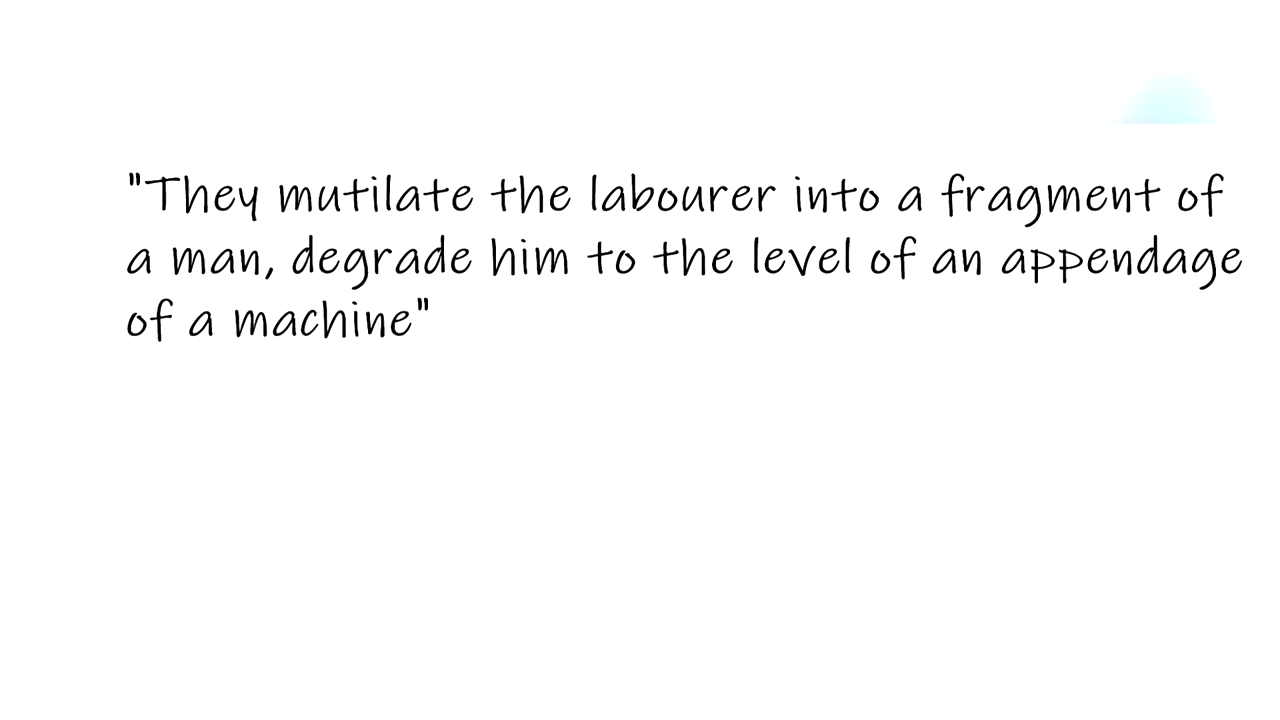 "They mutilate the labourer into a fragment of
a man, degrade him to the level of an appendage
of a machine"